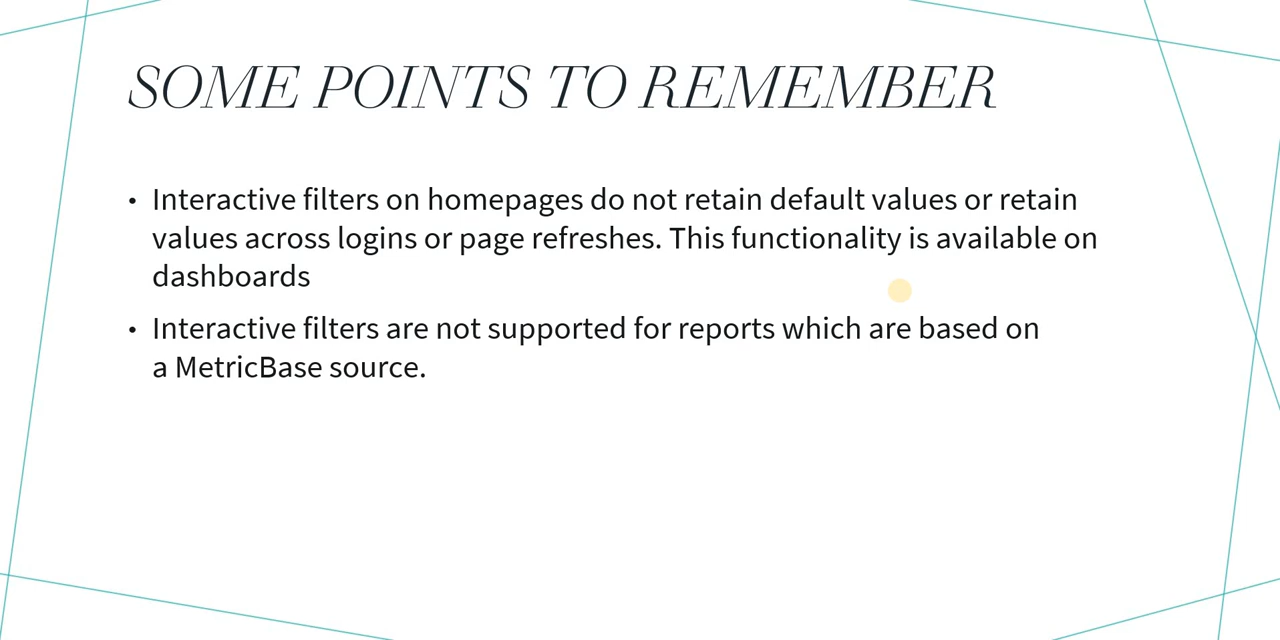 SOME POINTS TO REMEMBER
• Interactive filters on homepages do not retain default values or retain
values across logins or page refreshes. This functionality is available on
dashboards
• Interactive filters are not supported for reports which are based on
a MetricBase source.